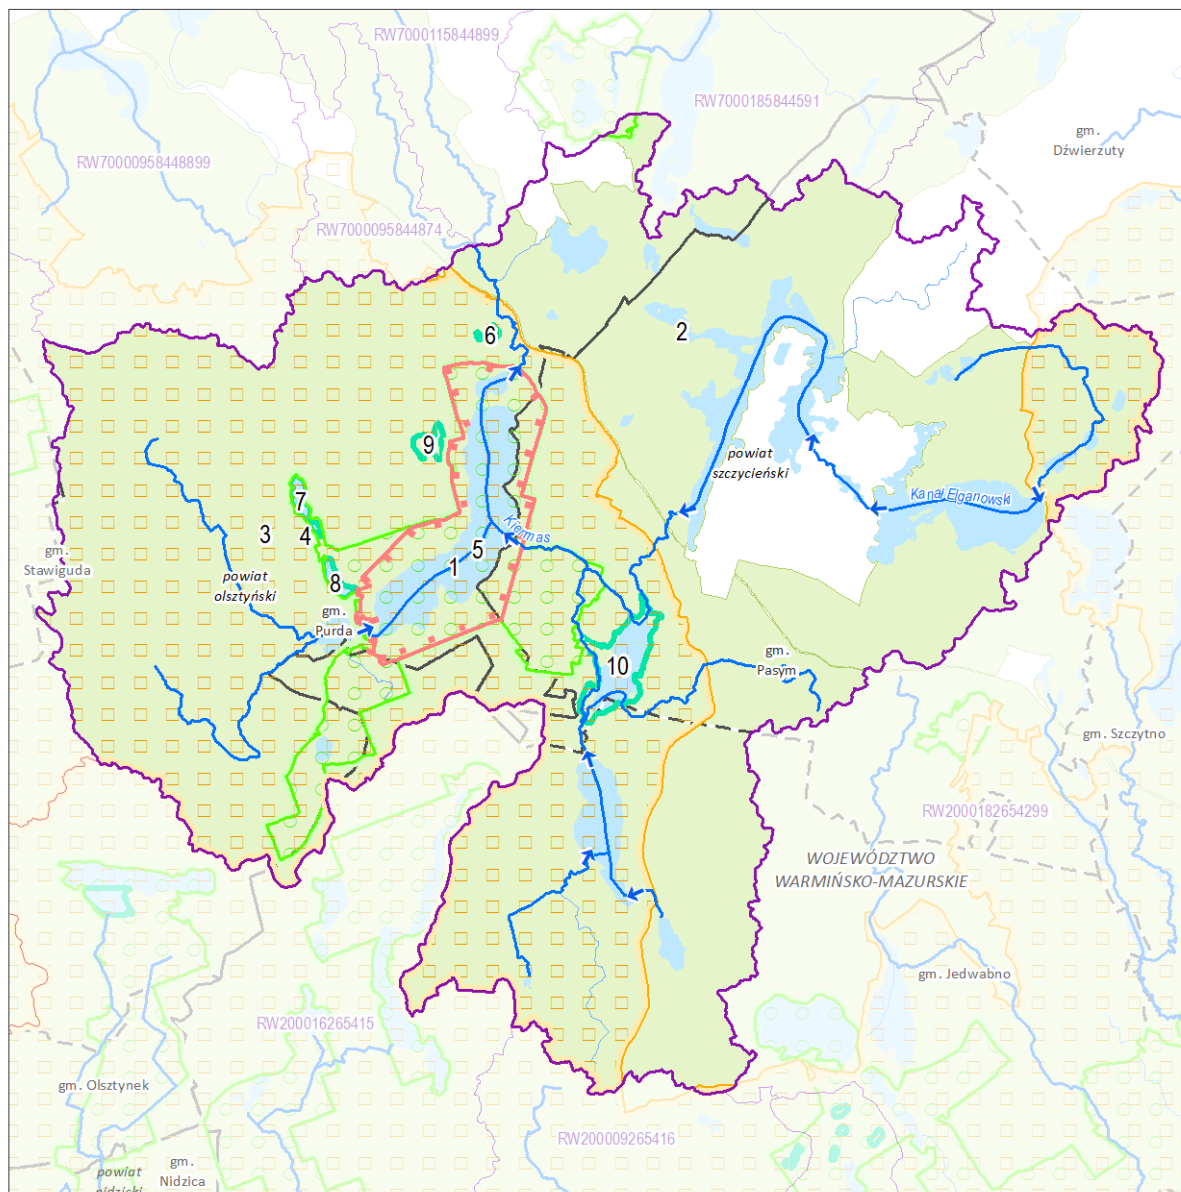 RW7000115844899
RW7000185844591
gm.
Dźwierzuty
RW70000958448899
RW7000095844874
6
2
9
powiat
szczycieński
Kanał Elganowski
7
Kiermas
3
4
5
gm.
Stawiguda
1
powiat
olsztyński
8
gm.
Purda
10
gm.
Pasym
gm. Szczytno
RW2000182654299
WOJEWÓDZTWO
WARMIŃSKO-MAZURSKIE
gm. Jedwabno
RW200016265415
gm. Olsztynek
RW200009265416
gm.
Nidzica
powiat
nidzicki